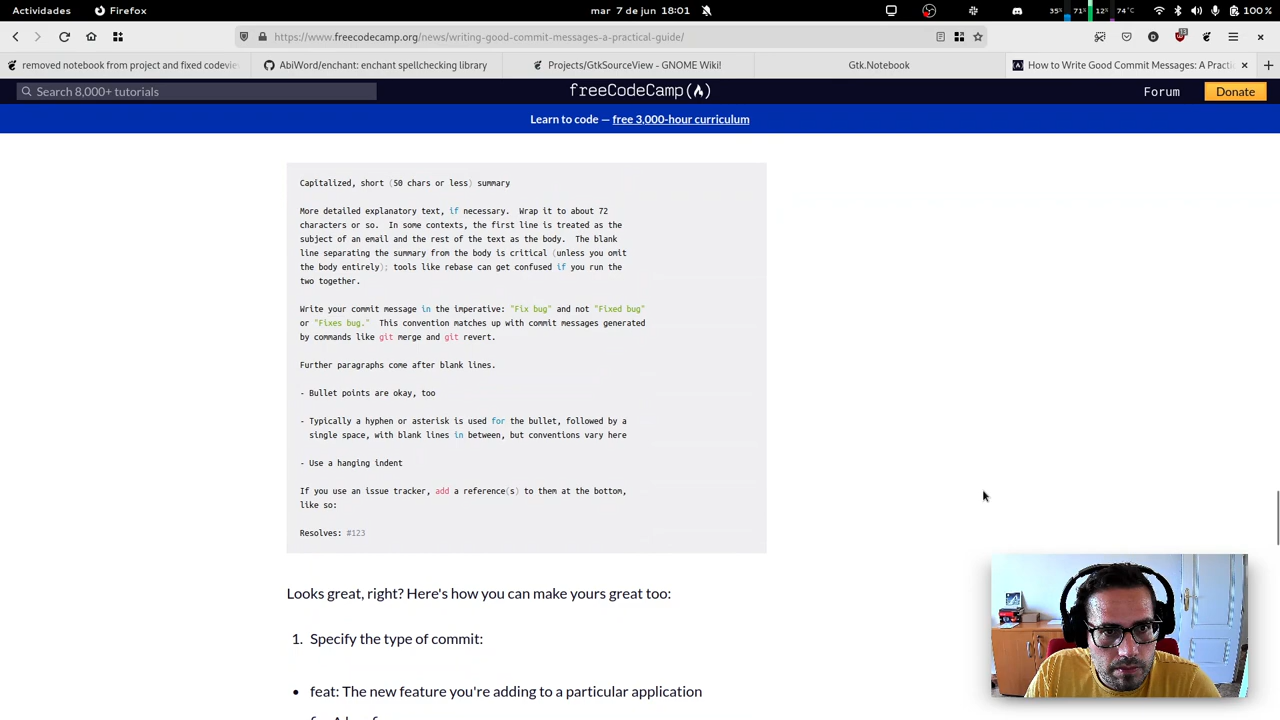 Actividades
Firefox
mar 7 de jun 18:01
35%
71%
12%
74°C
100 %
https://www.freecodecamp.org/news/writing-good-commit-messages-a-practical-guide/
removed notebook from project and fixed codevie
AbiWord/enchant: enchant spellchecking library
Projects/GtkSourceView - GNOME Wiki!
Gtk.Notebook
How to Write Good Commit Messages: A Practi
Search 8,000+ tutorials
freeCodeCamp
Forum
Donate
Learn to code — free 3,000-hour curriculum
Capitalized, short (50 chars or less) summary
More detailed explanatory text, if necessary. Wrap it to about 72
characters or so. In some contexts, the first line is treated as the
subject of an email and the rest of the text as the body. The blank
line separating the summary from the body is critical (unless you omit
the body entirely); tools like rebase can get confused if you run the
two together.
Write your commit message in the imperative: "Fix bug" and not "Fixed bug"
or "Fixes bug." This convention matches up with commit messages generated
by commands like git merge and git revert.
Further paragraphs come after blank lines.
- Bullet points are okay, too
- Typically a hyphen or asterisk is used for the bullet, followed by a
single space, with blank lines in between, but conventions vary here
- Use a hanging indent
If you use an issue tracker, add a reference(s) to them at the bottom,
like so:
Resolves: #123
Looks great, right? Here's how you can make yours great too:
1. Specify the type of commit:
• feat: The new feature you're adding to a particular application